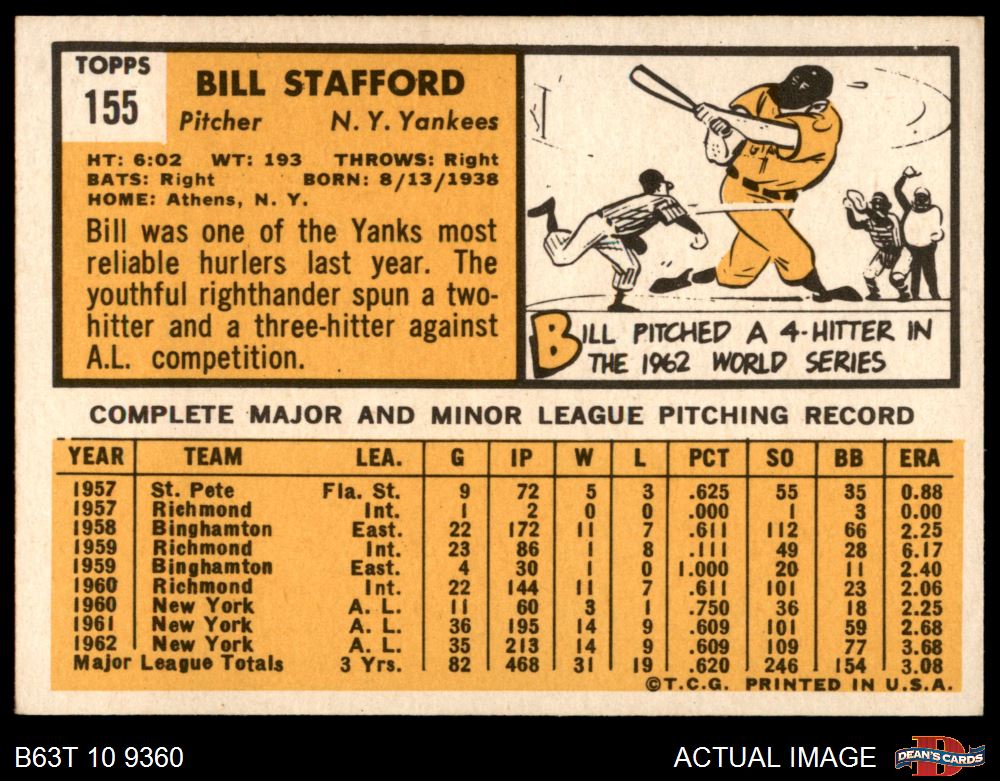 TOPPS
155
BILL STAFFORD
Pitcher N. Y. Yankees
HT: 6:02 WT: 193 THROWS: Right
BATS: Right BORN: 8/13/1938
HOME: Athens, N. Y.
Bill was one of the Yanks most
reliable hurlers last year. The
youthful righthander spun a two-
hitter and a three-hitter against
A.L. competition.
SF
GIA
BILL PITCHED A 4-HITTER IN
THE 1962 WORLD SERIES
COMPLETE MAJOR AND MINOR LEAGUE PITCHING RECORD
YEAR TEAM LEA. G IP W L PCT SO BB ERA
1957 St. Pete Fla. St. 9 72 5 3 .625 55 35 0.88
1957 Richmond Int. 1 2 0 0 .000 1 3 0.00
1958 Binghamton East. 22 172 11 7 .611 112 66 2.25
1959 Richmond Int. 23 86 1 8 .111 49 28 6.17
1959 Binghamton East. 4 30 1 0 1.000 20 11 2.40
1960 Richmond Int. 22 144 11 7 .611 101 23 2.06
1960 New York A. L. 11 60 3 1 .750 36 18 2.25
1961 New York A. L. 36 195 14 9 .609 101 59 2.68
1962 New York A. L. 35 213 14 9 .609 109 77 3.68
Major League Totals 3 Yrs. 82 468 31 19 .620 246 154 3.08
©T.C.G. PRINTED IN U.S.A.
B63T 10 9360 ACTUAL IMAGE
DEAN'S CARDS